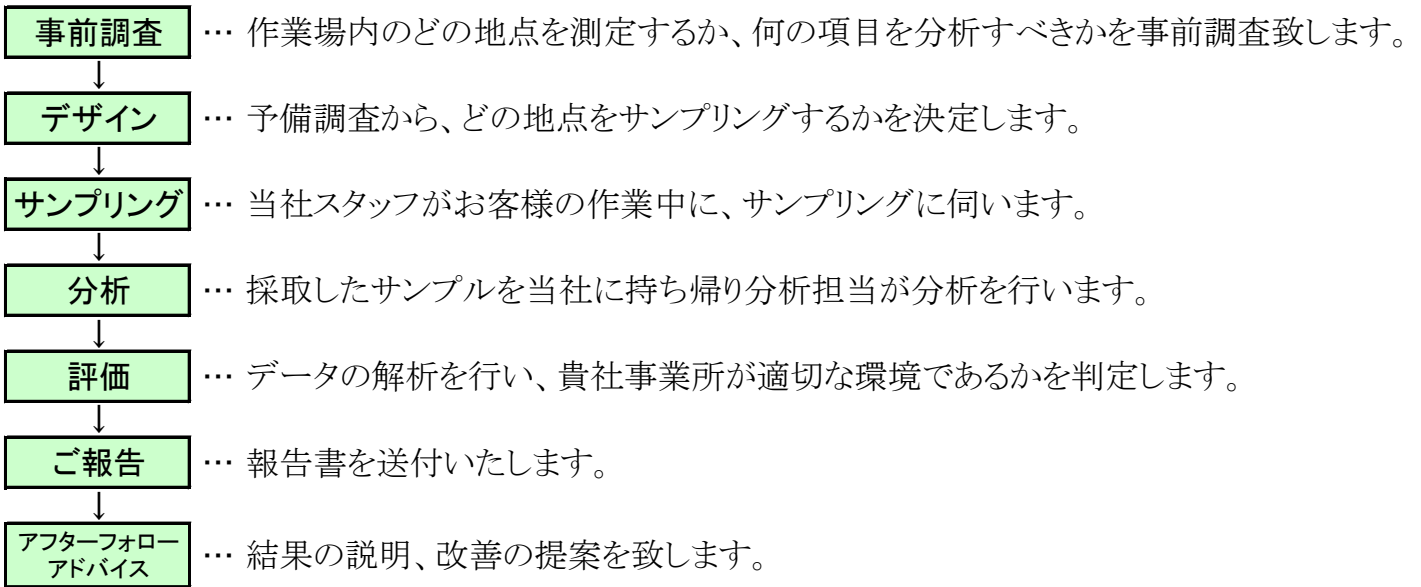 事前調査 … 作業場内のどの地点を測定するか、何の項目を分析すべきかを事前調査致します。
↓
デザイン … 予備調査から、どの地点をサンプリングするかを決定します。
↓
サンプリング … 当社スタッフがお客様の作業中に、サンプリングに伺います。
↓
分析 … 採取したサンプルを当社に持ち帰り分析担当が分析を行います。
↓
評価 … データの解析を行い、貴社事業所が適切な環境であるかを判定します。
↓
ご報告 … 報告書を送付いたします。
↓
アフターフォロー
アドバイス … 結果の説明、改善の提案を致します。